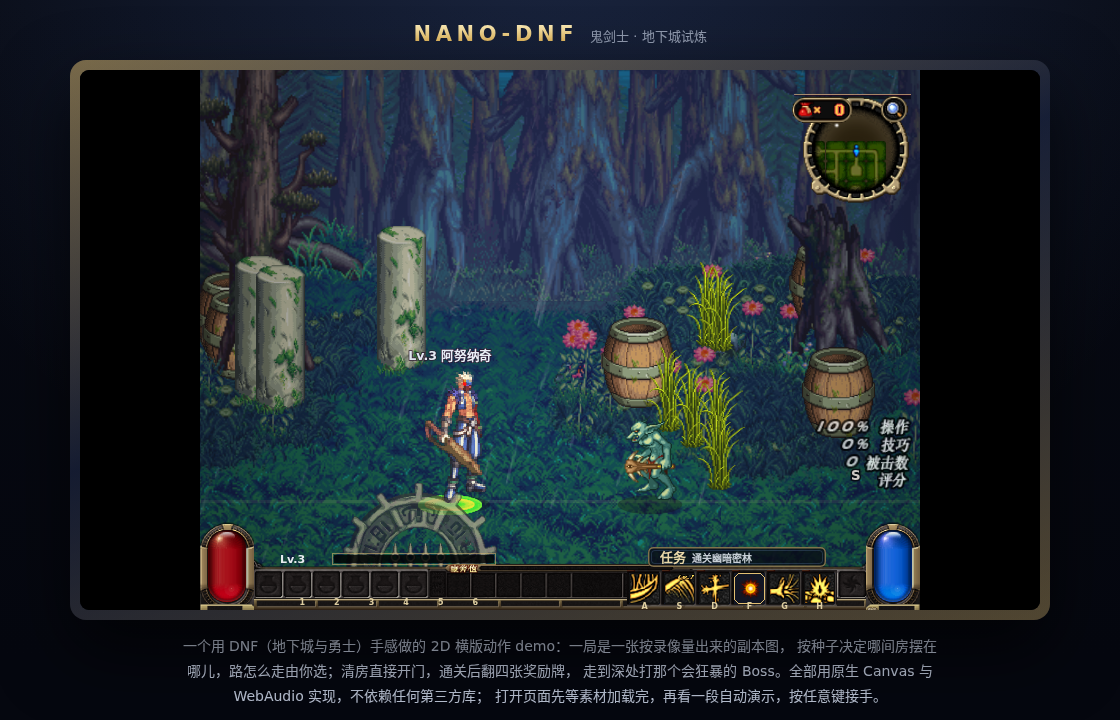 NANO-DNF 鬼剑士 · 地下城试炼
× 0
Lv.3 阿努纳奇
100% 操作
0% 技巧
0 被击数
S 评分
Lv.3
任务 通关幽暗密林
疲劳值
1 2 3 4 5 6 A S D F G H
一个用 DNF（地下城与勇士）手感做的 2D 横版动作 demo：一局是一张按录像量出来的副本图， 按种子决定哪间房摆在
哪儿，路怎么走由你选；清房直接开门，通关后翻四张奖励牌， 走到深处打那个会狂暴的 Boss。全部用原生 Canvas 与
WebAudio 实现，不依赖任何第三方库； 打开页面先等素材加载完，再看一段自动演示，按任意键接手。